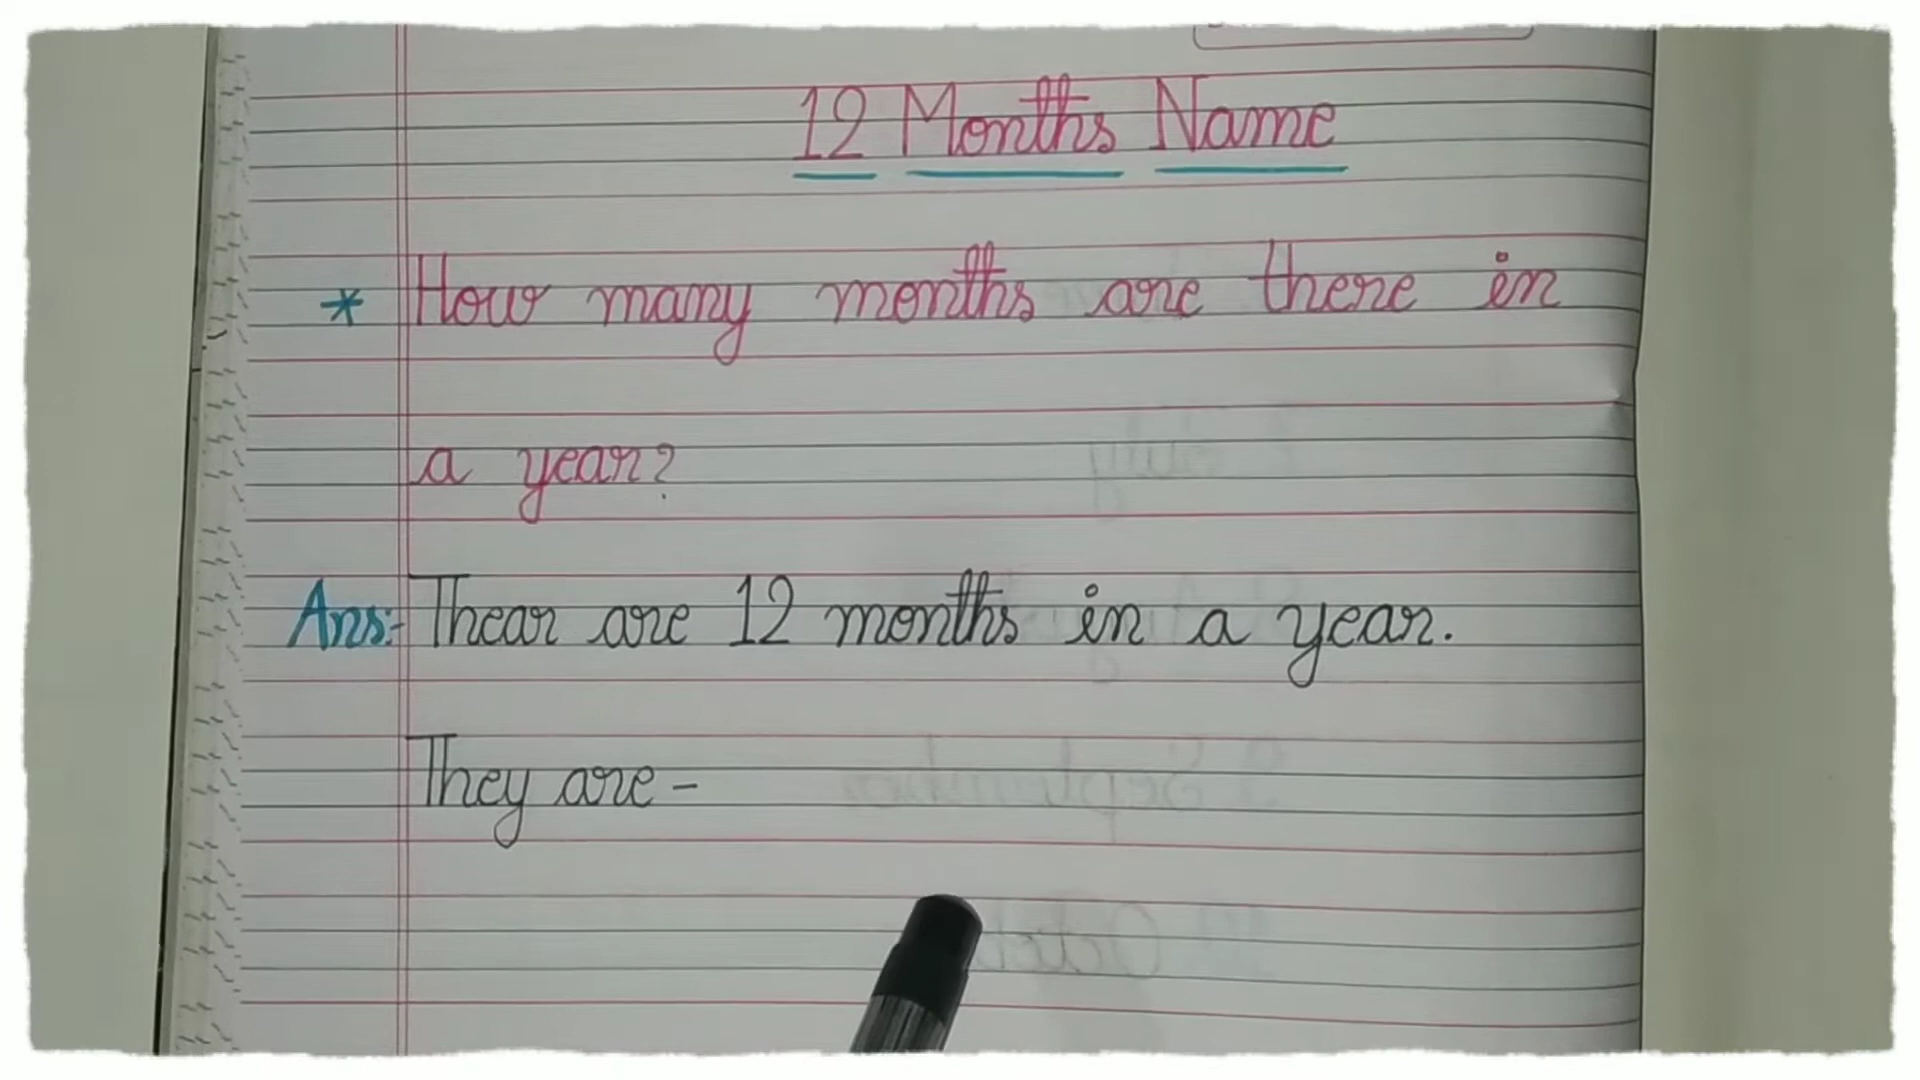 12 Months Name
* How many months are there in
a year?
Ans:- Thear are 12 months in a year.
They are -